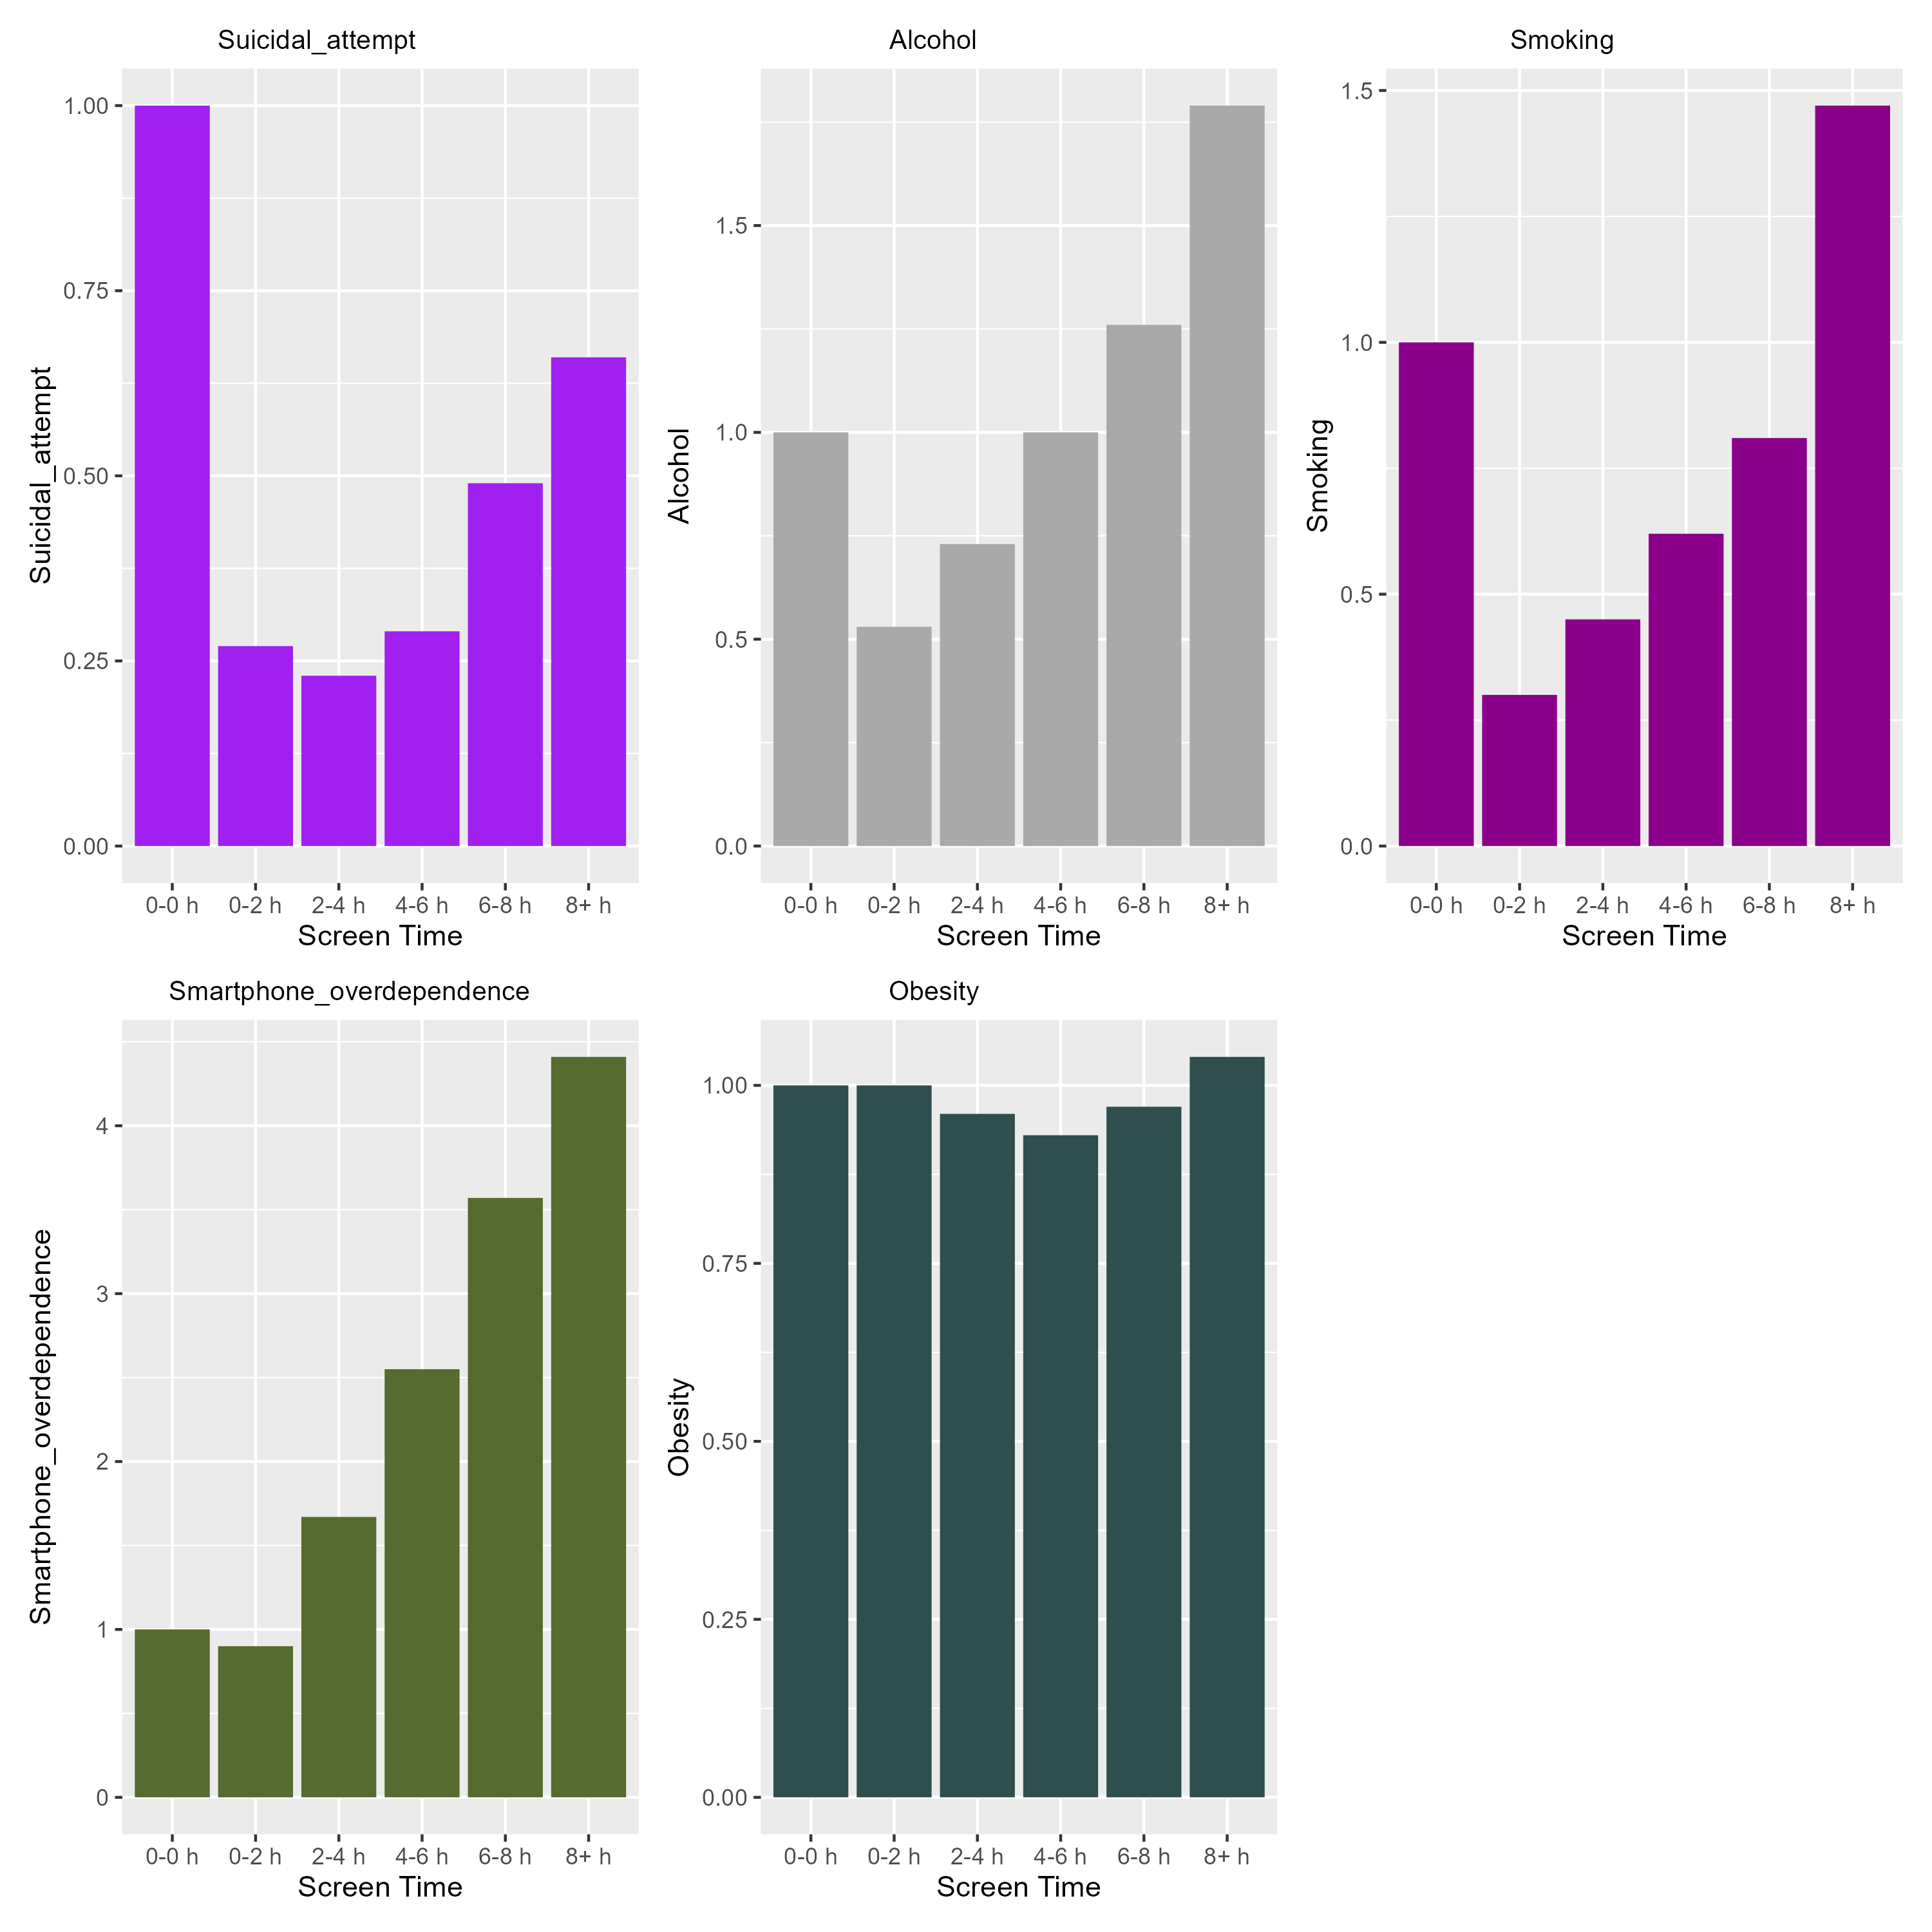 Suicidal_attempt
Suicidal_attempt
1.00
0.75
0.50
0.25
0.00
0-0 h 0-2 h 2-4 h 4-6 h 6-8 h 8+ h
Screen Time
Alcohol
Alcohol
1.5
1.0
0.5
0.0
0-0 h 0-2 h 2-4 h 4-6 h 6-8 h 8+ h
Screen Time
Smoking
Smoking
1.5
1.0
0.5
0.0
0-0 h 0-2 h 2-4 h 4-6 h 6-8 h 8+ h
Screen Time
Smartphone_overdependence
Smartphone_overdependence
4
3
2
1
0
0-0 h 0-2 h 2-4 h 4-6 h 6-8 h 8+ h
Screen Time
Obesity
Obesity
1.00
0.75
0.50
0.25
0.00
0-0 h 0-2 h 2-4 h 4-6 h 6-8 h 8+ h
Screen Time